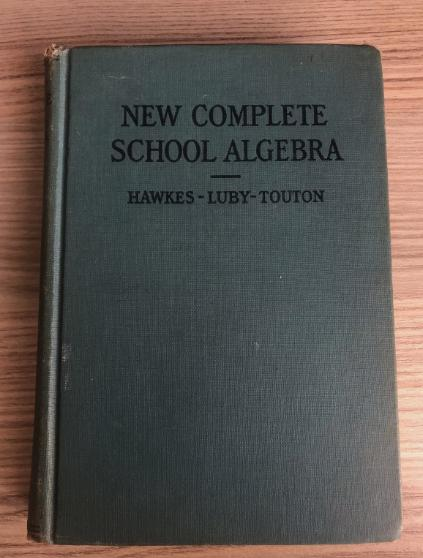 NEW COMPLETE
SCHOOL ALGEBRA
HAWKES-LUBY-TOUTON